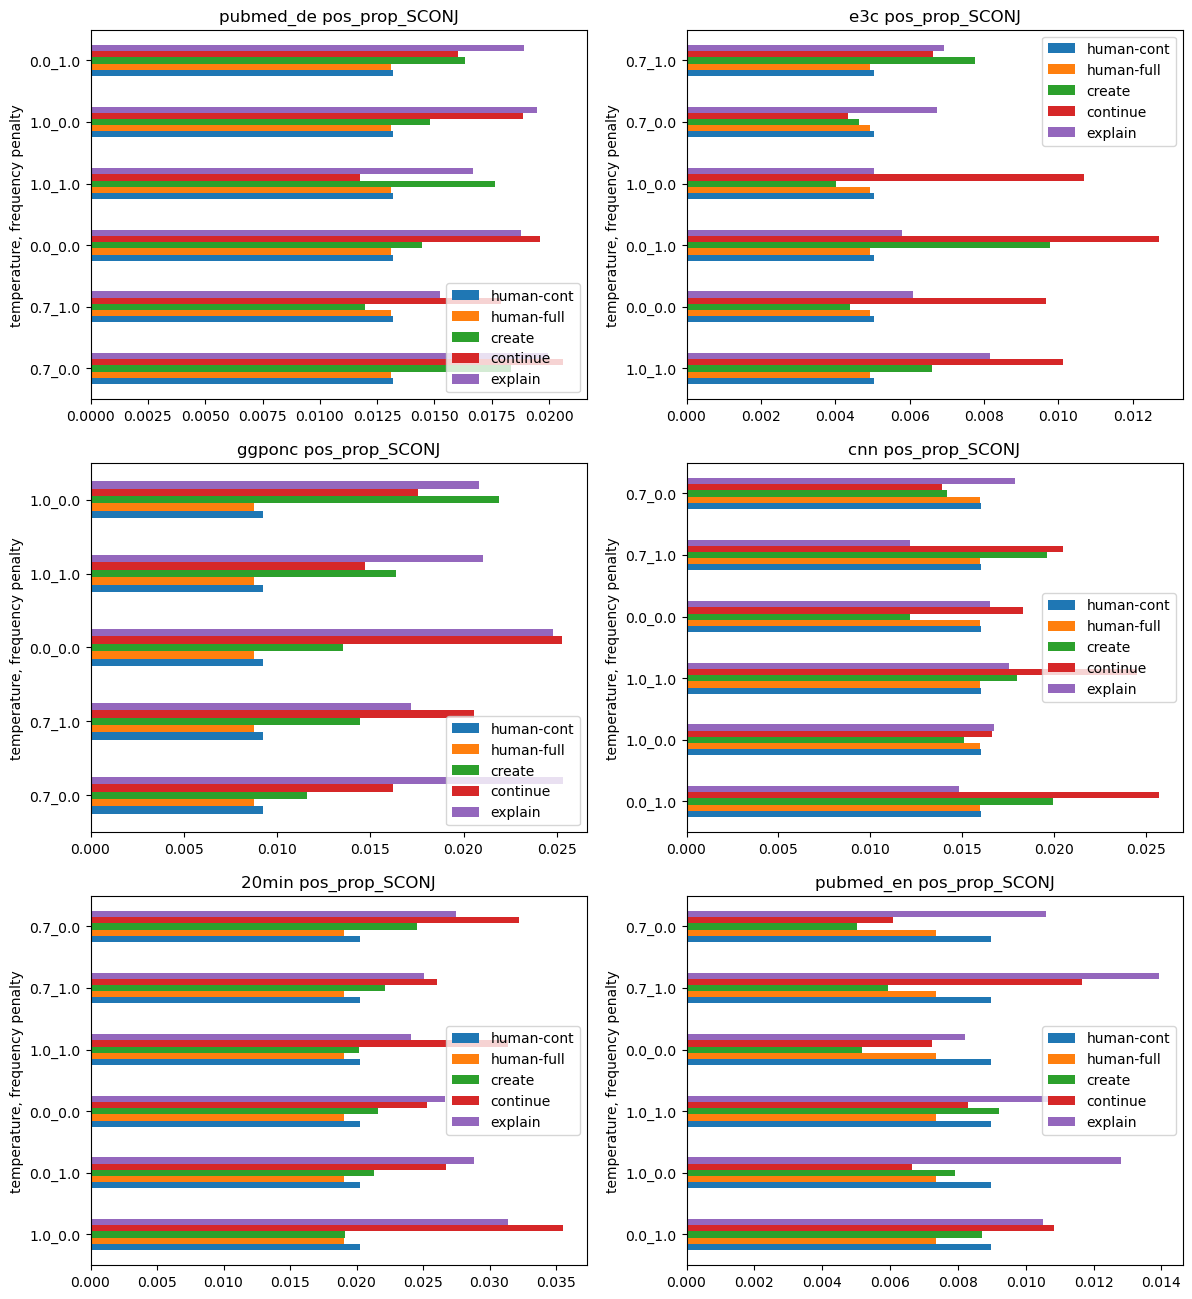 pubmed_de pos_prop_SCONJ
temperature, frequency penalty
0.0_1.0
1.0_0.0
1.0_1.0
0.0_0.0
0.7_1.0
0.7_0.0
human-cont
human-full
create
continue
explain
0.0000 0.0025 0.0050 0.0075 0.0100 0.0125 0.0150 0.0175 0.0200
e3c pos_prop_SCONJ
temperature, frequency penalty
0.7_1.0
0.7_0.0
1.0_0.0
0.0_1.0
0.0_0.0
1.0_1.0
human-cont
human-full
create
continue
explain
0.000 0.002 0.004 0.006 0.008 0.010 0.012
ggponc pos_prop_SCONJ
temperature, frequency penalty
1.0_0.0
1.0_1.0
0.0_0.0
0.7_1.0
0.7_0.0
human-cont
human-full
create
continue
explain
0.000 0.005 0.010 0.015 0.020 0.025
cnn pos_prop_SCONJ
temperature, frequency penalty
0.7_0.0
0.7_1.0
0.0_0.0
1.0_1.0
1.0_0.0
0.0_1.0
human-cont
human-full
create
continue
explain
0.000 0.005 0.010 0.015 0.020 0.025
20min pos_prop_SCONJ
temperature, frequency penalty
0.7_0.0
0.7_1.0
1.0_1.0
0.0_0.0
0.0_1.0
1.0_0.0
human-cont
human-full
create
continue
explain
0.000 0.005 0.010 0.015 0.020 0.025 0.030 0.035
pubmed_en pos_prop_SCONJ
temperature, frequency penalty
0.7_0.0
0.7_1.0
0.0_0.0
1.0_1.0
1.0_0.0
0.0_1.0
human-cont
human-full
create
continue
explain
0.000 0.002 0.004 0.006 0.008 0.010 0.012 0.014